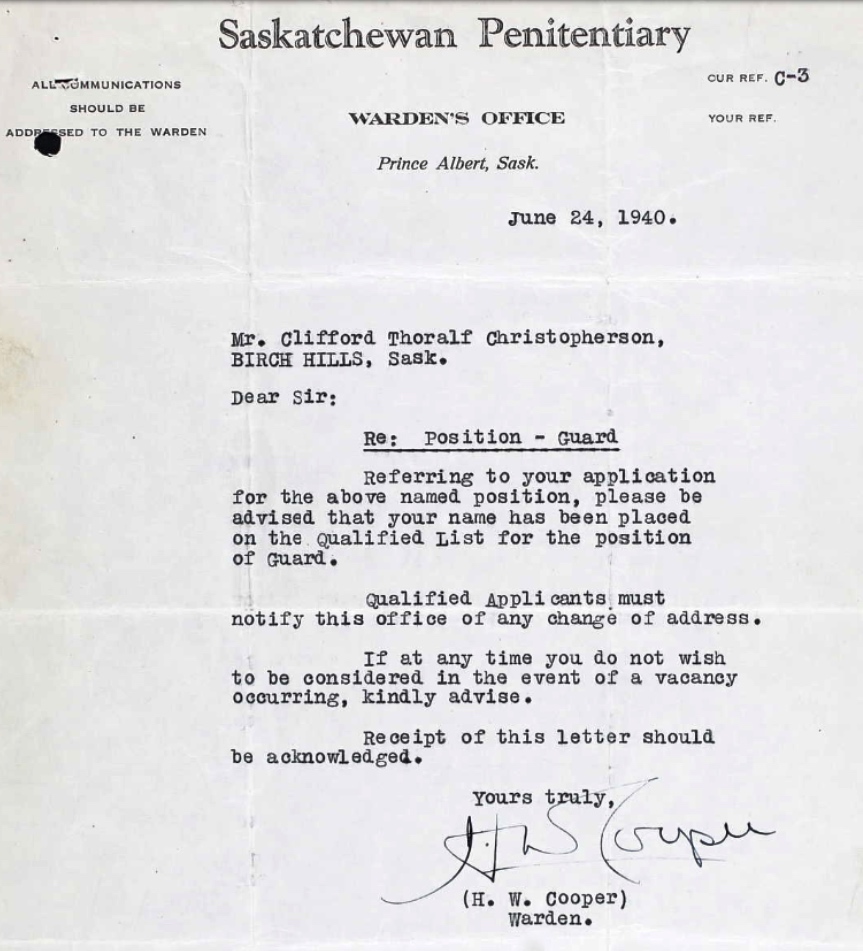 Saskatchewan Penitentiary
ALL COMMUNICATIONS
SHOULD BE
ADDRESSED TO THE WARDEN
OUR REF. C-3
YOUR REF.
WARDEN'S OFFICE
Prince Albert, Sask.
June 24, 1940.
Mr. Clifford Thoralf Christopherson,
BIRCH HILLS, Sask.
Dear Sir:
Re: Position - Guard
Referring to your application
for the above named position, please be
advised that your name has been placed
on the Qualified List for the position
of Guard.
Qualified Applicants must
notify this office of any change of address.
If at any time you do not wish
to be considered in the event of a vacancy
occurring, kindly advise.
Receipt of this letter should
be acknowledged.
Yours truly,
H W Cooper
(H. W. Cooper)
Warden.